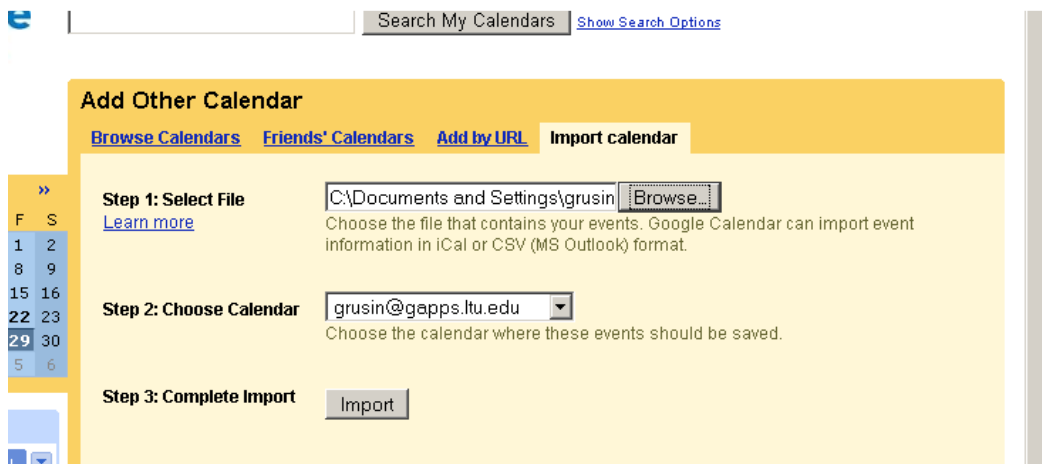 e
Search My Calendars Show Search Options
Add Other Calendar
Browse Calendars Friends' Calendars Add by URL Import calendar
»
F S
1 2
8 9
15 16
22 23
29 30
5 6
Step 1: Select File
Learn more
C:\Documents and Settings\grusin Browse...
Choose the file that contains your events. Google Calendar can import event
information in iCal or CSV (MS Outlook) format.
Step 2: Choose Calendar
grusin@gapps.ltu.edu
Choose the calendar where these events should be saved.
Step 3: Complete Import
Import